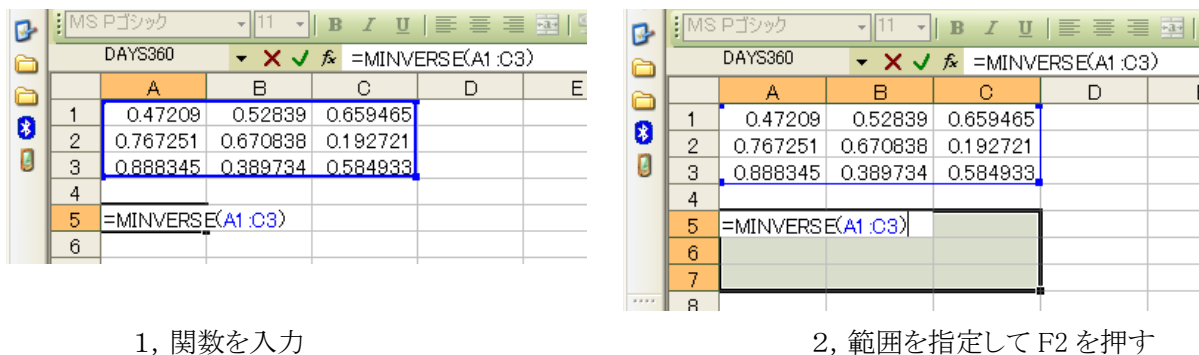 MS Pゴシック 11 B I U
DAYS360 =MINVERSE(A1:C3)
A B C D E
1 0.47209 0.52839 0.659465
2 0.767251 0.670838 0.192721
3 0.888345 0.389734 0.584933
4
5 =MINVERSE(A1:C3)
6
1, 関数を入力
MS Pゴシック 11 B I U
DAYS360 =MINVERSE(A1:C3)
A B C D
1 0.47209 0.52839 0.659465
2 0.767251 0.670838 0.192721
3 0.888345 0.389734 0.584933
4
5 =MINVERSE(A1:C3)
6
7
8
2, 範囲を指定して F2 を押す